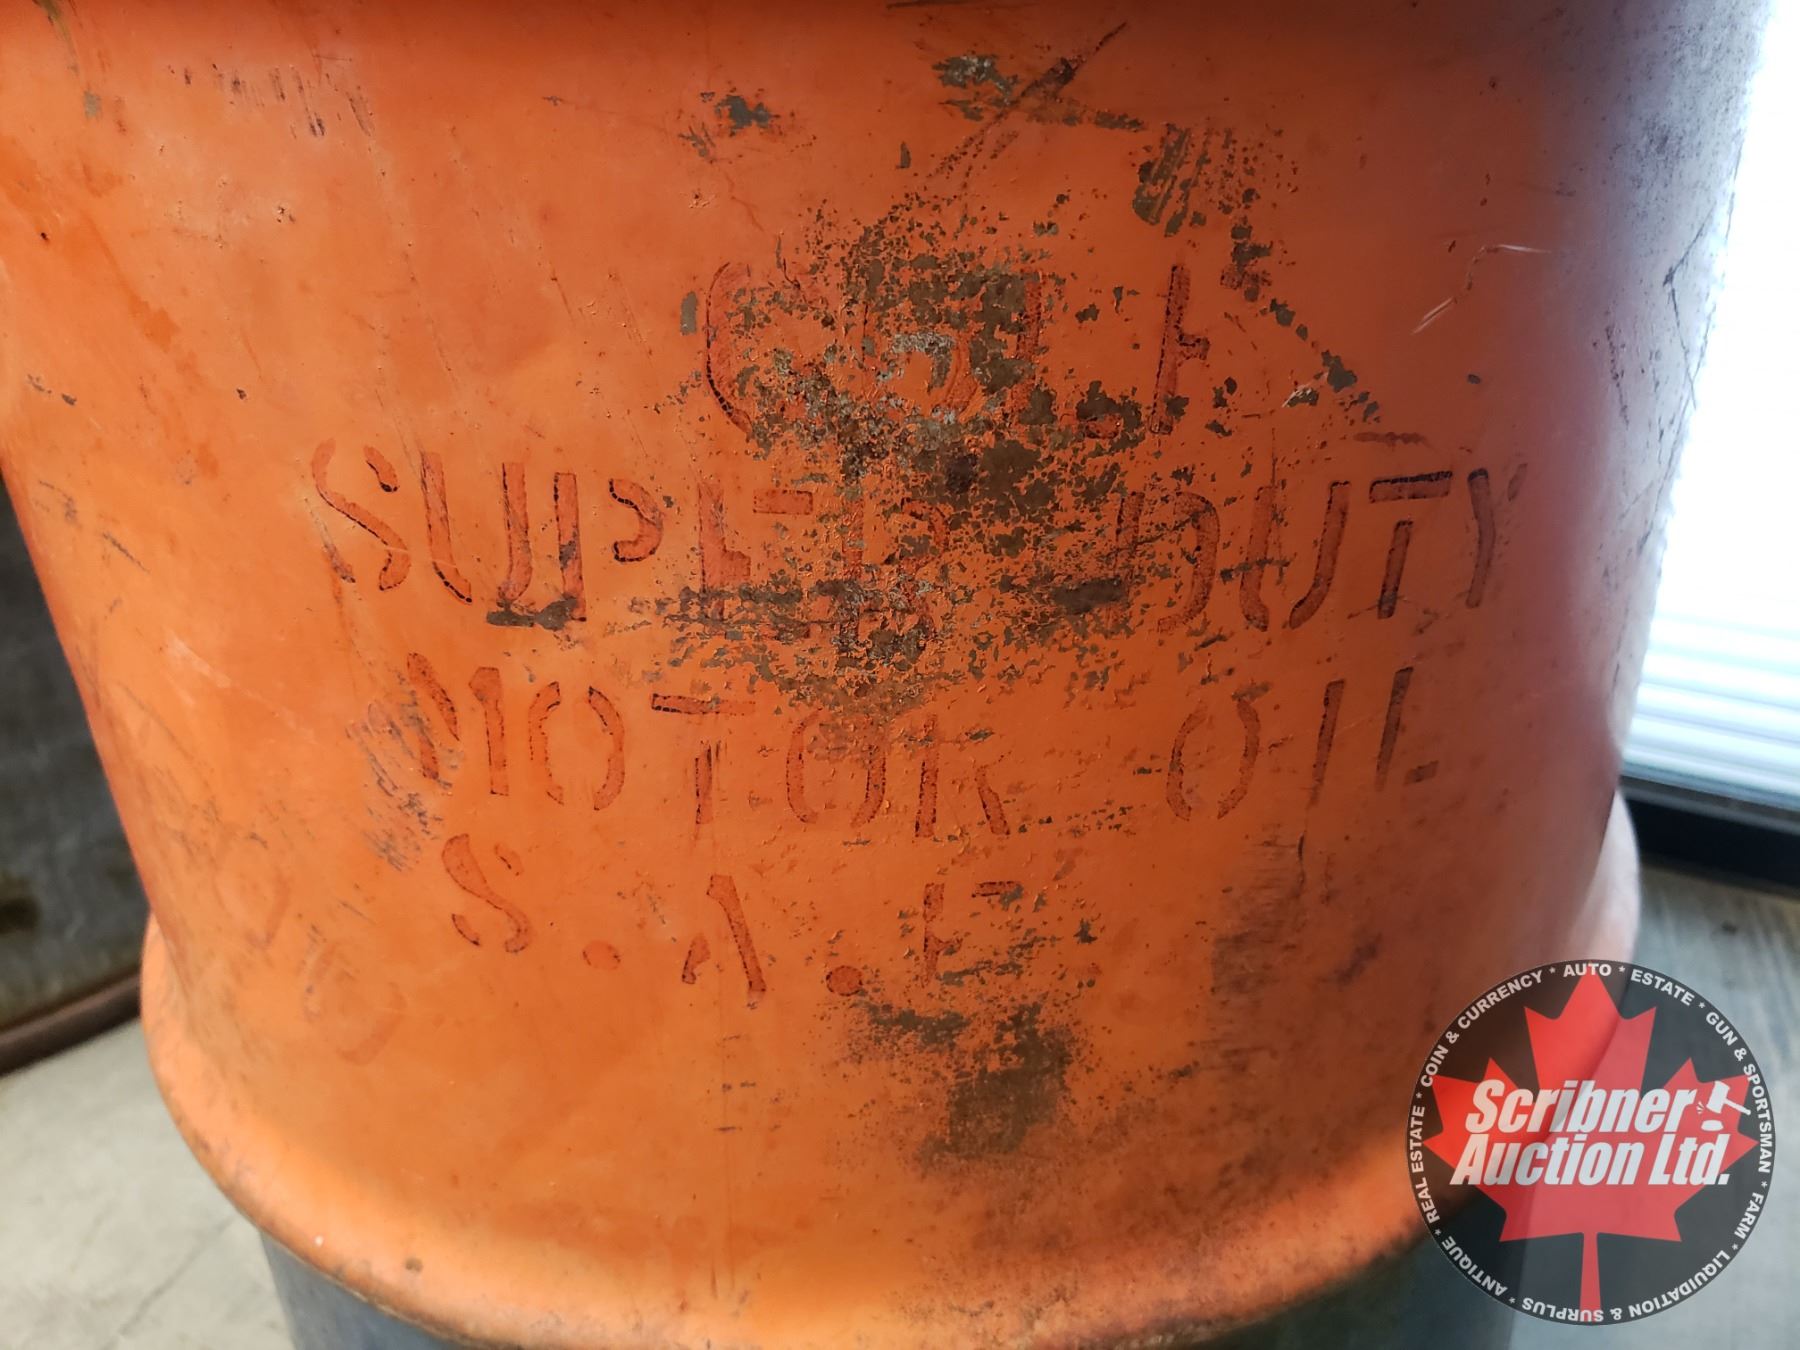 GULF
SUPER DUTY
MOTOR OIL
S.A.E.
REAL ESTATE * COIN & CURRENCY * AUTO * ESTATE * GUN & SPORTSMAN * FARM * LIQUIDATION & SURPLUS * ANTIQUE *
Scribner
Auction Ltd.